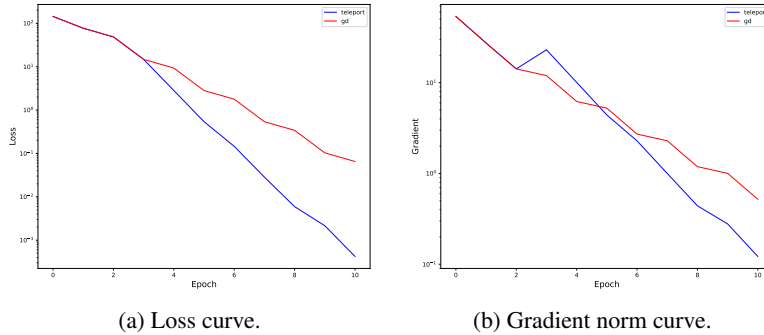 teleport
gd
10²
10¹
10⁰
10⁻¹
10⁻²
10⁻³
Loss
0 2 4 6 8 10
Epoch
(a) Loss curve.
teleport
gd
10¹
10⁰
10⁻¹
Gradient
0 2 4 6 8 10
Epoch
(b) Gradient norm curve.